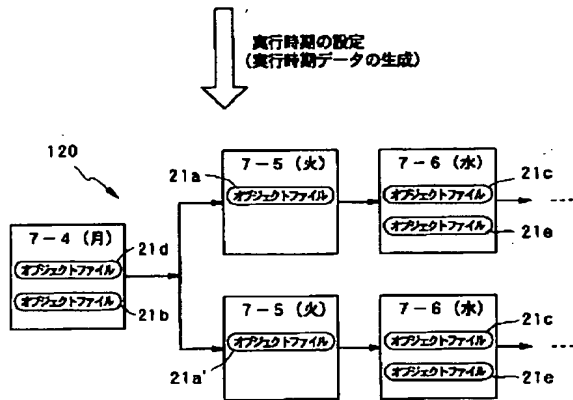 実行時期の設定
(実行時期データの生成)
120
7-4 (月)
オブジェクトファイル
21d
オブジェクトファイル
21b
21a
7-5 (火)
オブジェクトファイル
7-6 (水)
オブジェクトファイル
21c
オブジェクトファイル
21e
7-5 (火)
オブジェクトファイル
21a'
7-6 (水)
オブジェクトファイル
21c
オブジェクトファイル
21e